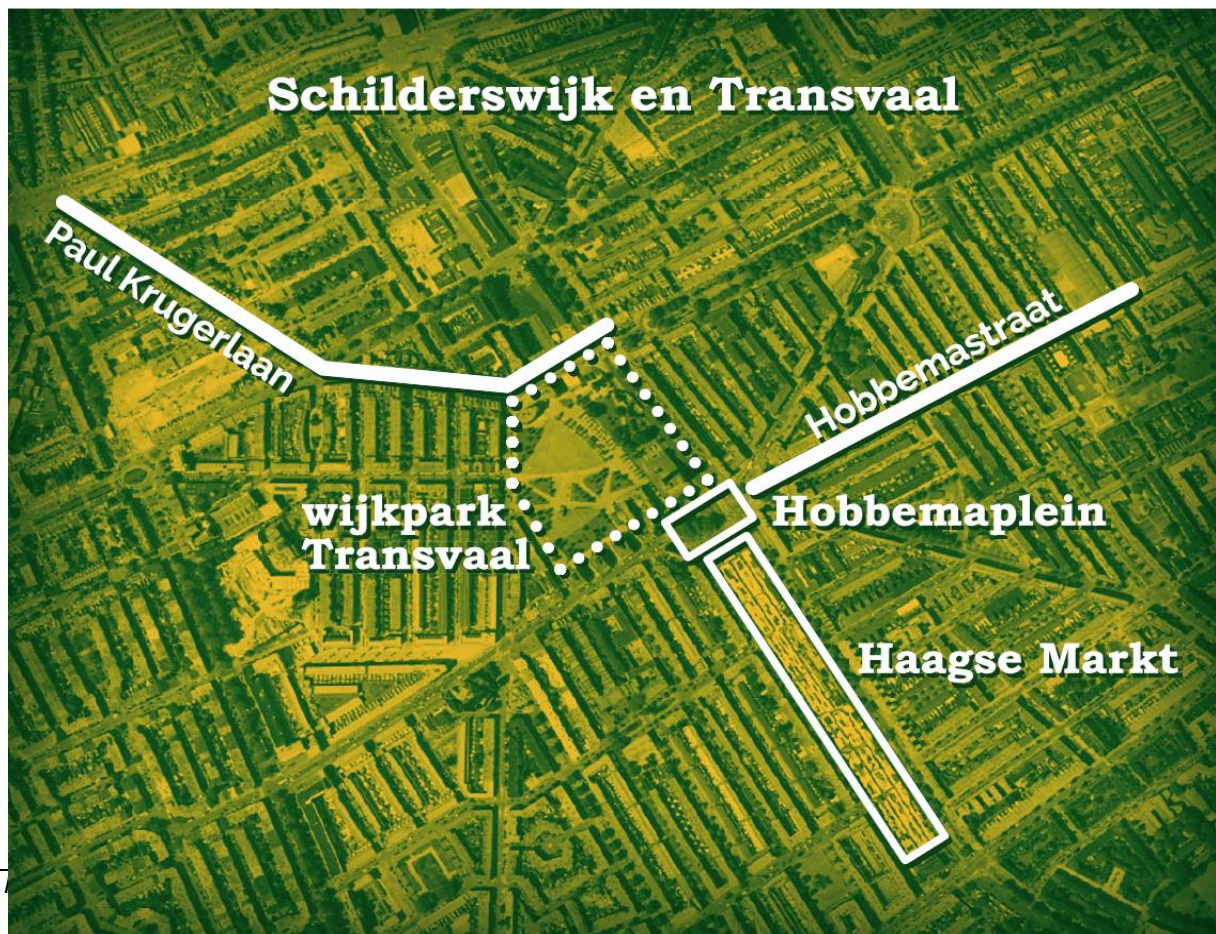 Schilderswijk en Transvaal
Paul Krugerlaan
Hobbemastraat
wijkpark
Transvaal
Hobbemaplein
Haagse Markt